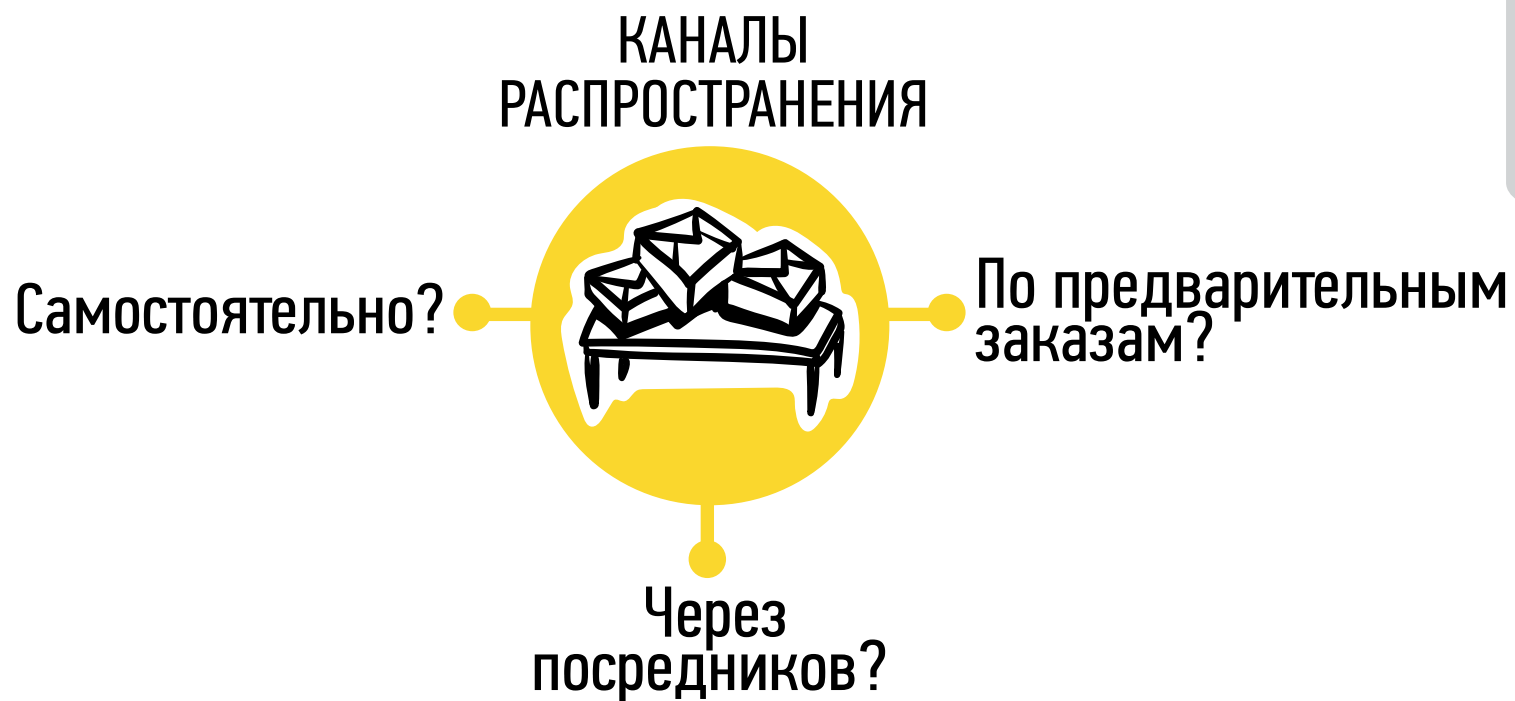 КАНАЛЫ
РАСПРОСТРАНЕНИЯ
Самостоятельно?
По предварительным
заказам?
Через
посредников?